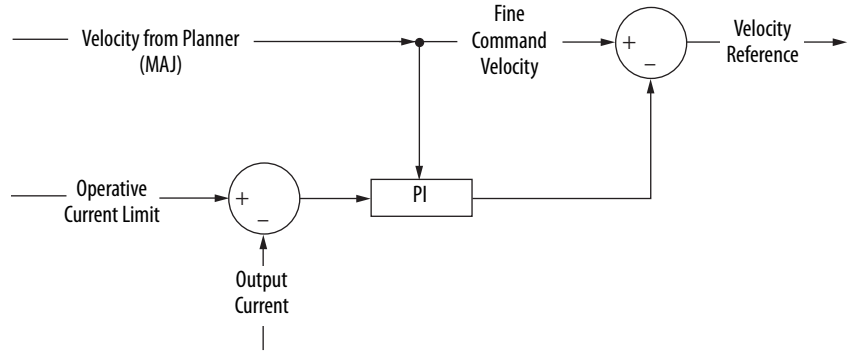 Velocity from Planner
(MAJ)
Fine
Command
Velocity
+
−
Velocity
Reference
Operative
Current Limit
+
−
PI
Output
Current